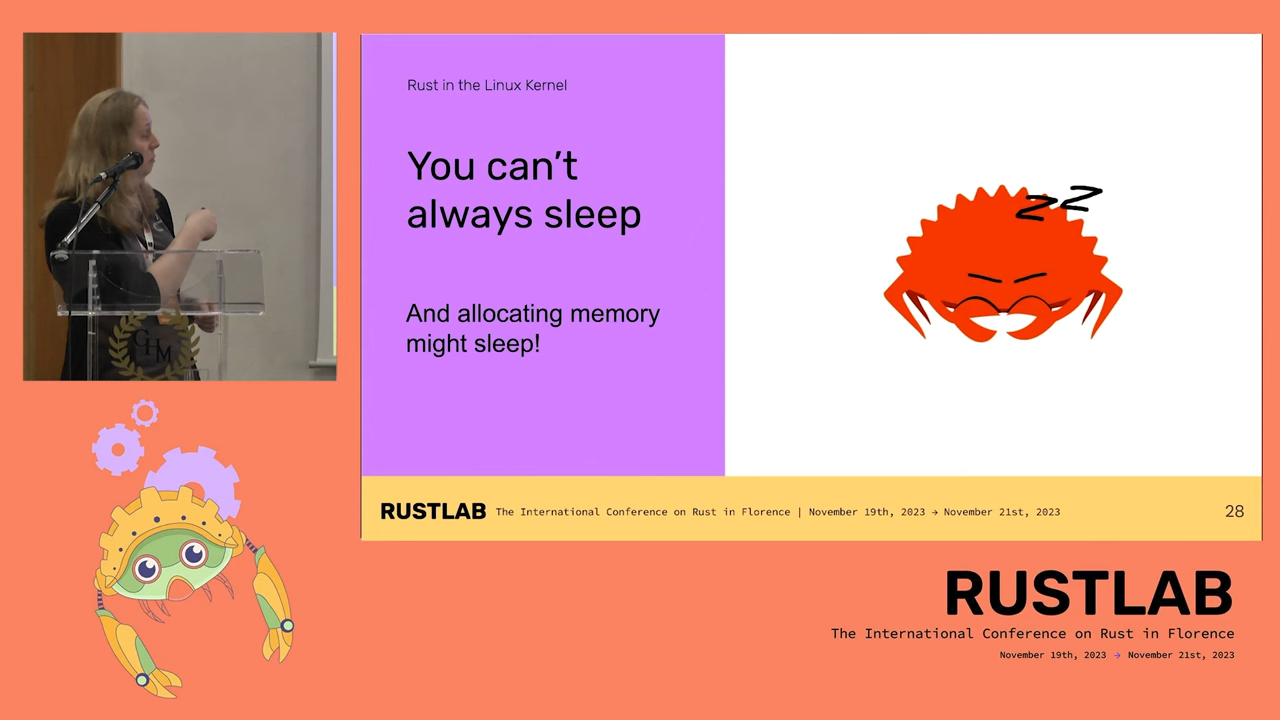 Rust in the Linux Kernel
You can’t
always sleep
And allocating memory
might sleep!
z z
RUSTLAB The International Conference on Rust in Florence | November 19th, 2023 → November 21st, 2023 28
GHM
RUSTLAB
The International Conference on Rust in Florence
November 19th, 2023 → November 21st, 2023